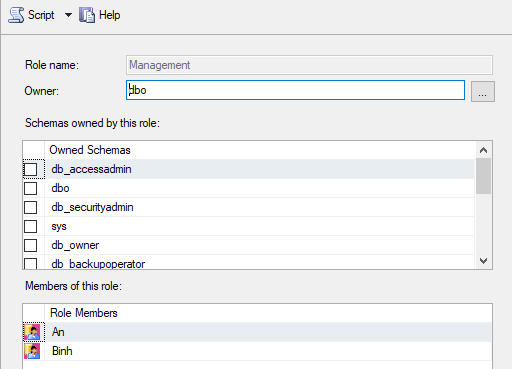 Script Help
Role name: Management
Owner: dbo ...
Schemas owned by this role:
Owned Schemas
db_accessadmin
dbo
db_securityadmin
sys
db_owner
db_backupoperator
Members of this role:
Role Members
An
Binh